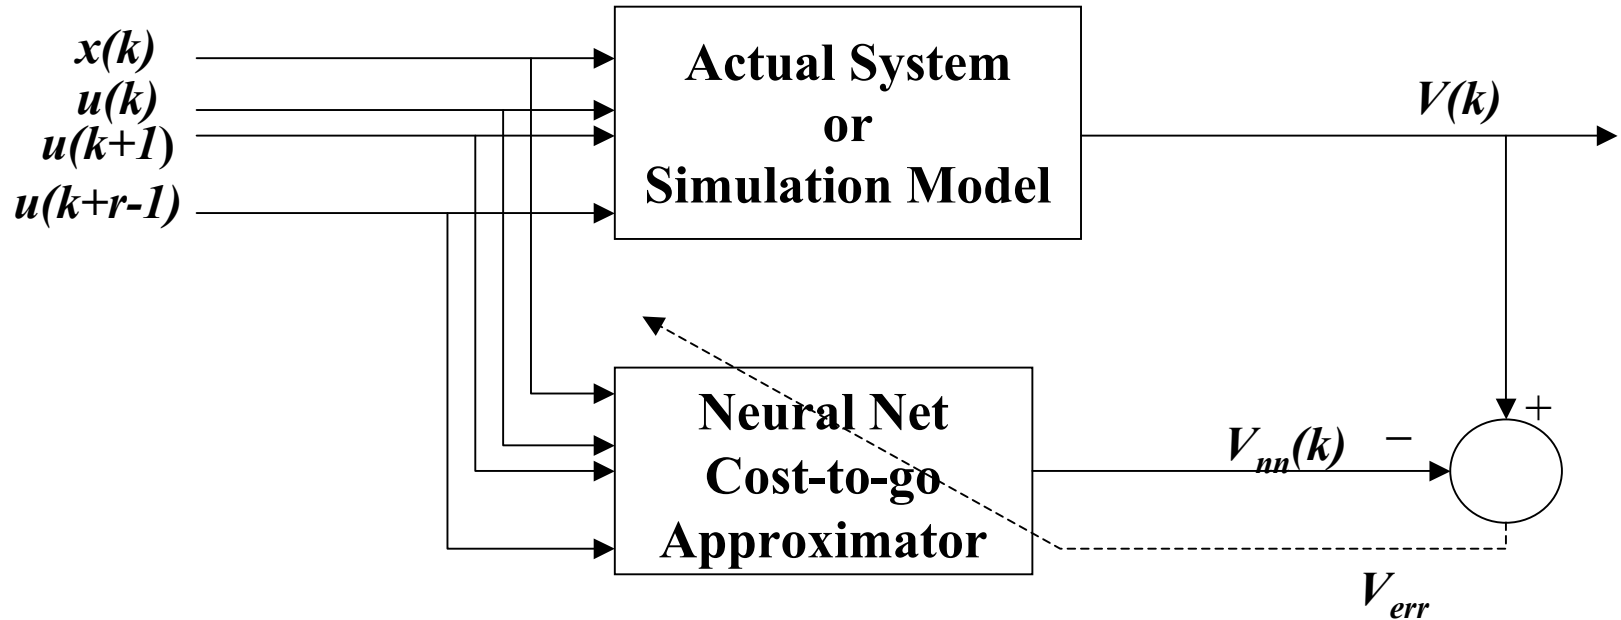 x(k)
u(k)
u(k+1)
u(k+r-1)
Actual System
or
Simulation Model
V(k)
Neural Net
Cost-to-go
Approximator
V_nn(k)
−
+
V_err